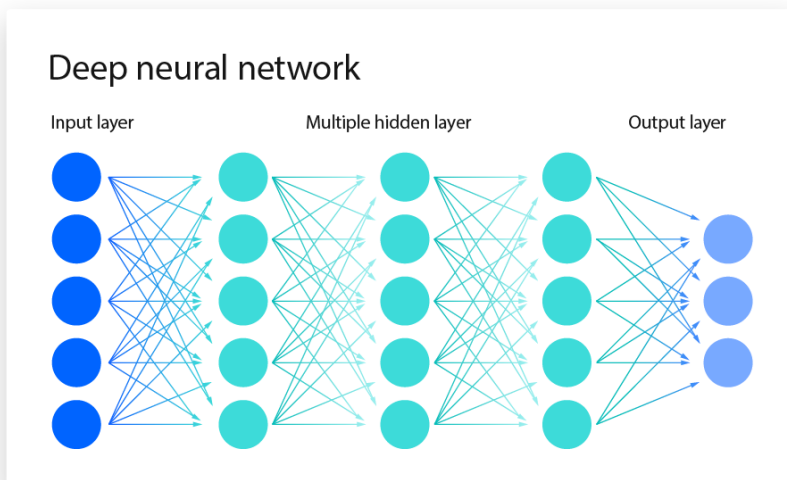 Deep neural network
Input layer
Multiple hidden layer
Output layer